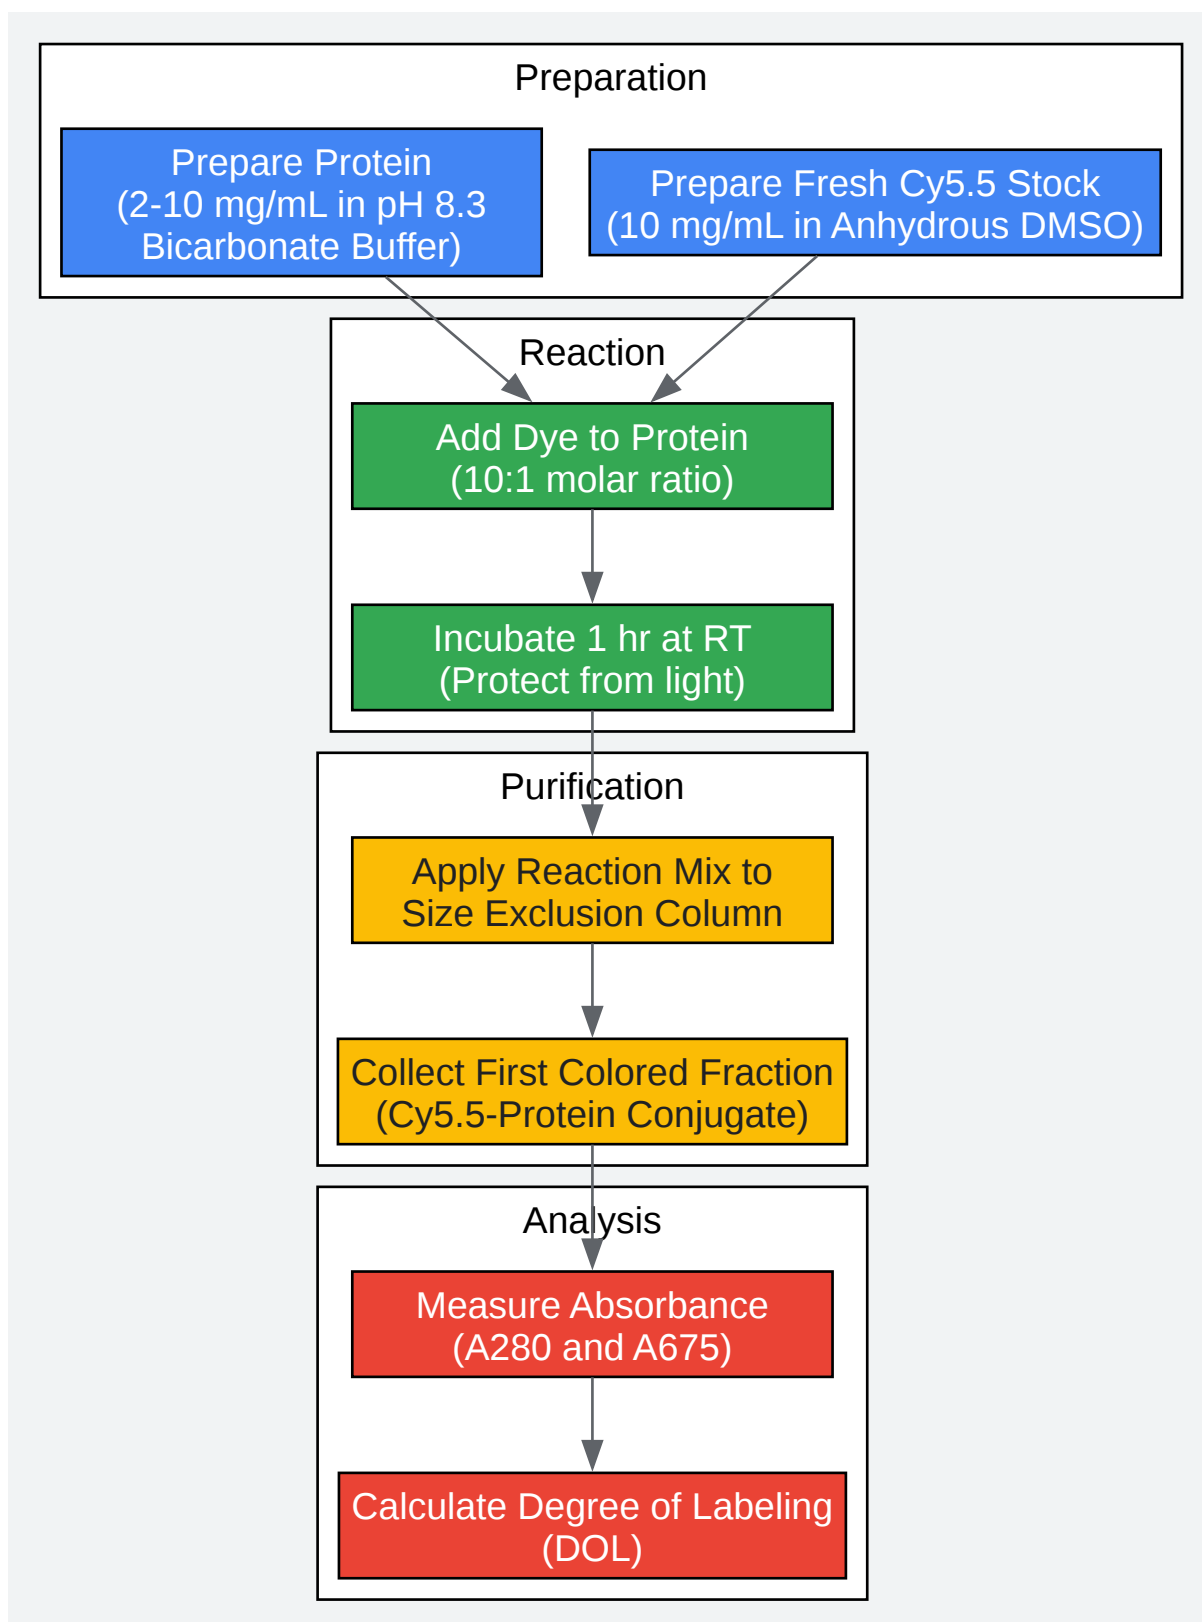 Preparation
Prepare Protein
(2-10 mg/mL in pH 8.3
Bicarbonate Buffer)
Prepare Fresh Cy5.5 Stock
(10 mg/mL in Anhydrous DMSO)
Reaction
Add Dye to Protein
(10:1 molar ratio)
Incubate 1 hr at RT
(Protect from light)
Purification
Apply Reaction Mix to
Size Exclusion Column
Collect First Colored Fraction
(Cy5.5-Protein Conjugate)
Analysis
Measure Absorbance
(A280 and A675)
Calculate Degree of Labeling
(DOL)